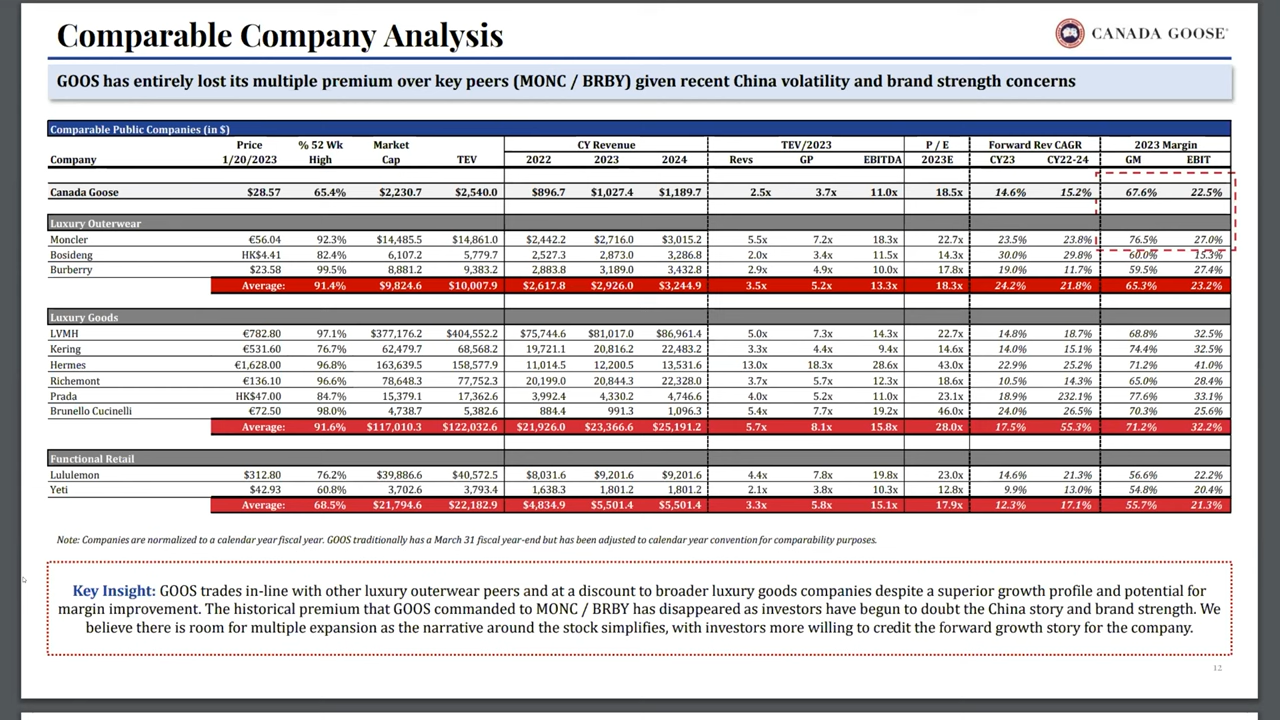 Comparable Company Analysis
CANADA GOOSE
GOOS has entirely lost its multiple premium over key peers (MONC / BRBY) given recent China volatility and brand strength concerns
Comparable Public Companies (in $)
Price % 52 Wk Market CY Revenue TEV/2023 P / E Forward Rev CAGR 2023 Margin
Company 1/20/2023 High Cap TEV 2022 2023 2024 Revs GP EBITDA 2023E CY23 CY22-24 GM EBIT
Canada Goose $28.57 65.4% $2,230.7 $2,540.0 $896.7 $1,027.4 $1,189.7 2.5x 3.7x 11.0x 18.5x 14.6% 15.2% 67.6% 22.5%
Luxury Outerwear
Moncler €56.04 92.3% $14,485.5 $14,861.0 $2,442.2 $2,716.0 $3,015.2 5.5x 7.2x 18.3x 22.7x 23.5% 23.8% 76.5% 27.0%
Bosideng HK$4.41 82.4% 6,107.2 5,779.7 2,527.3 2,873.0 3,286.8 2.0x 3.4x 11.5x 14.3x 30.0% 29.8% 60.0% 15.3%
Burberry $23.58 99.5% 8,881.2 9,383.2 2,883.8 3,189.0 3,432.8 2.9x 4.9x 10.0x 17.8x 19.0% 11.7% 59.5% 27.4%
Average: 91.4% $9,824.6 $10,007.9 $2,617.8 $2,926.0 $3,244.9 3.5x 5.2x 13.3x 18.3x 24.2% 21.8% 65.3% 23.2%
Luxury Goods
LVMH €782.80 97.1% $377,176.2 $404,552.2 $75,744.6 $81,017.0 $86,961.4 5.0x 7.3x 14.3x 22.7x 14.8% 18.7% 68.8% 32.5%
Kering €531.60 76.7% 62,479.7 68,568.2 19,721.1 20,816.2 22,483.2 3.3x 4.4x 9.4x 14.6x 14.0% 15.1% 74.4% 32.5%
Hermes €1,628.00 96.8% 163,639.5 158,577.9 11,014.5 12,200.5 13,531.6 13.0x 18.3x 28.6x 43.0x 22.9% 25.2% 71.2% 41.0%
Richemont €136.10 96.6% 78,648.3 77,752.3 20,199.0 20,844.3 22,328.0 3.7x 5.7x 12.3x 18.6x 10.5% 14.3% 65.0% 28.4%
Prada HK$47.00 84.7% 15,379.1 17,362.6 3,992.4 4,330.2 4,746.6 4.0x 5.2x 11.0x 23.1x 18.9% 232.1% 77.6% 33.1%
Brunello Cucinelli €72.50 98.0% 4,738.7 5,382.6 884.4 991.3 1,096.3 5.4x 7.7x 19.2x 46.0x 24.0% 26.5% 70.3% 25.6%
Average: 91.6% $117,010.3 $122,032.6 $21,926.0 $23,366.6 $25,191.2 5.7x 8.1x 15.8x 28.0x 17.5% 55.3% 71.2% 32.2%
Functional Retail
Lululemon $312.80 76.2% $39,886.6 $40,572.5 $8,031.6 $9,201.6 $9,201.6 4.4x 7.8x 19.8x 23.0x 14.6% 21.3% 56.6% 22.2%
Yeti $42.93 60.8% 3,702.6 3,793.4 1,638.3 1,801.2 1,801.2 2.1x 3.8x 10.3x 12.8x 9.9% 13.0% 54.8% 20.4%
Average: 68.5% $21,794.6 $22,182.9 $4,834.9 $5,501.4 $5,501.4 3.3x 5.8x 15.1x 17.9x 12.3% 17.1% 55.7% 21.3%
Note: Companies are normalized to a calendar year fiscal year. GOOS traditionally has a March 31 fiscal year-end but has been adjusted to calendar year convention for comparability purposes.
Key Insight: GOOS trades in-line with other luxury outerwear peers and at a discount to broader luxury goods companies despite a superior growth profile and potential for
margin improvement. The historical premium that GOOS commanded to MONC / BRBY has disappeared as investors have begun to doubt the China story and brand strength. We
believe there is room for multiple expansion as the narrative around the stock simplifies, with investors more willing to credit the forward growth story for the company.
12